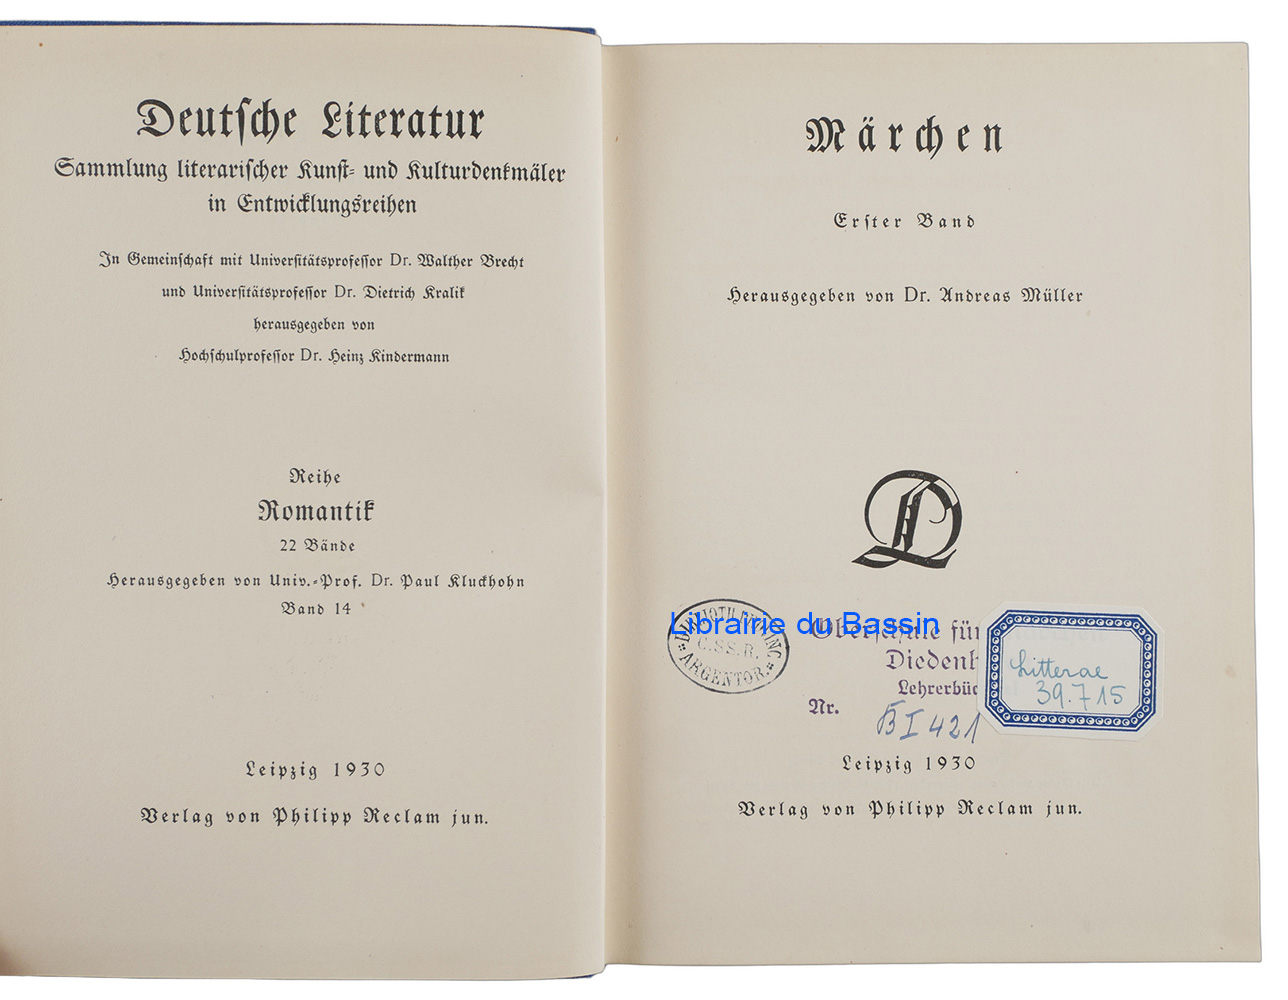 Deutsche Literatur
Sammlung literarischer Kunst- und Kulturdenkmäler
in Entwicklungsreihen
In Gemeinschaft mit Universitätsprofessor Dr. Walther Brecht
und Universitätsprofessor Dr. Dietrich Kralik
herausgegeben von
Hochschulprofessor Dr. Heinz Kindermann
Reihe
Romantik
22 Bände
Herausgegeben von Univ.-Prof. Dr. Paul Kluckhohn
Band 14
Leipzig 1930
Verlag von Philipp Reclam jun.
Märchen
Erster Band
Herausgegeben von Dr. Andreas Müller
Librairie du Bassin
C.SS.R.
ARGENTOR.
Oberschule für
Diedenh
Lehrerbüc
Nr. B I 421
Litterae
39.715
Leipzig 1930
Verlag von Philipp Reclam jun.